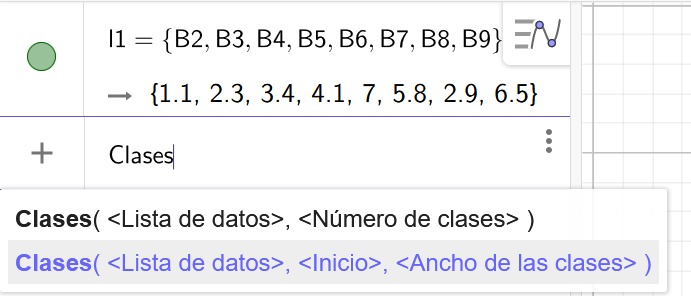 l1 = {B2, B3, B4, B5, B6, B7, B8, B9}
→ {1.1, 2.3, 3.4, 4.1, 7, 5.8, 2.9, 6.5}
+ Clases
Clases( <Lista de datos>, <Número de clases> )
Clases( <Lista de datos>, <Inicio>, <Ancho de las clases> )